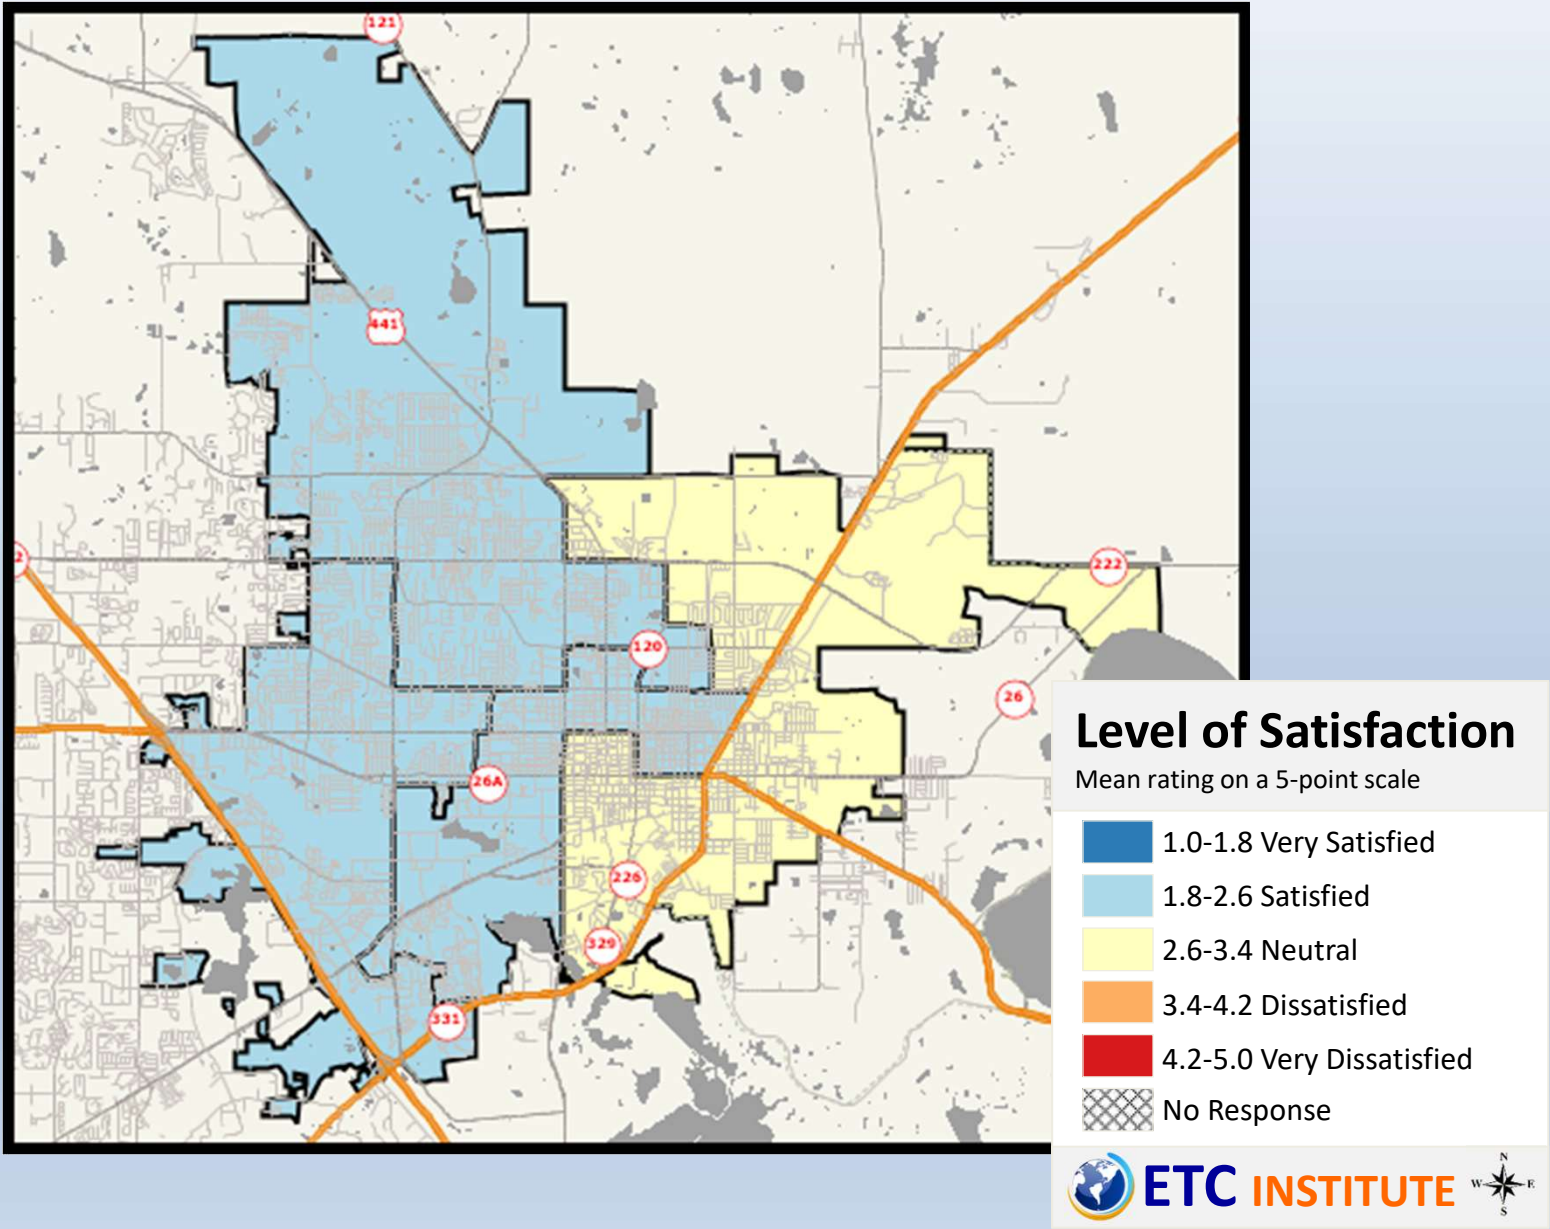 121
441
2
222
120
26
26A
226
329
331
Level of Satisfaction
Mean rating on a 5-point scale
1.0-1.8 Very Satisfied
1.8-2.6 Satisfied
2.6-3.4 Neutral
3.4-4.2 Dissatisfied
4.2-5.0 Very Dissatisfied
No Response
ETC INSTITUTE
N
W E
S